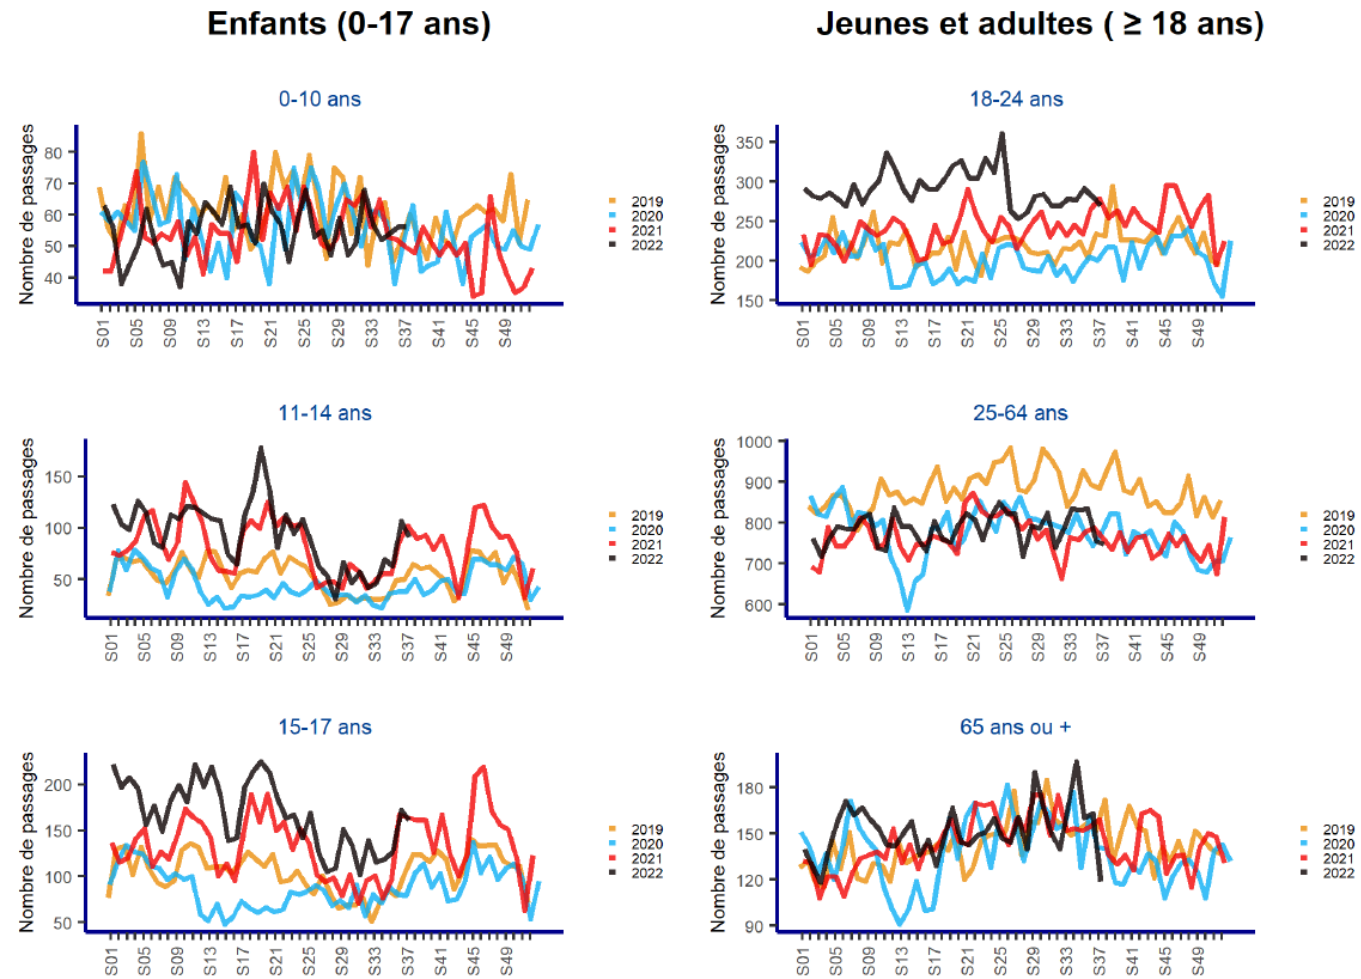 Enfants (0-17 ans)
Jeunes et adultes ( ≥ 18 ans)
0-10 ans
Nombre de passages
80
70
60
50
40
S01 S05 S09 S13 S17 S21 S25 S29 S33 S37 S41 S45 S49
2019
2020
2021
2022
18-24 ans
Nombre de passages
350
300
250
200
150
S01 S05 S09 S13 S17 S21 S25 S29 S33 S37 S41 S45 S49
2019
2020
2021
2022
11-14 ans
Nombre de passages
150
100
50
S01 S05 S09 S13 S17 S21 S25 S29 S33 S37 S41 S45 S49
2019
2020
2021
2022
25-64 ans
Nombre de passages
1000
900
800
700
600
S01 S05 S09 S13 S17 S21 S25 S29 S33 S37 S41 S45 S49
2019
2020
2021
2022
15-17 ans
Nombre de passages
200
150
100
50
S01 S05 S09 S13 S17 S21 S25 S29 S33 S37 S41 S45 S49
2019
2020
2021
2022
65 ans ou +
Nombre de passages
180
150
120
90
S01 S05 S09 S13 S17 S21 S25 S29 S33 S37 S41 S45 S49
2019
2020
2021
2022